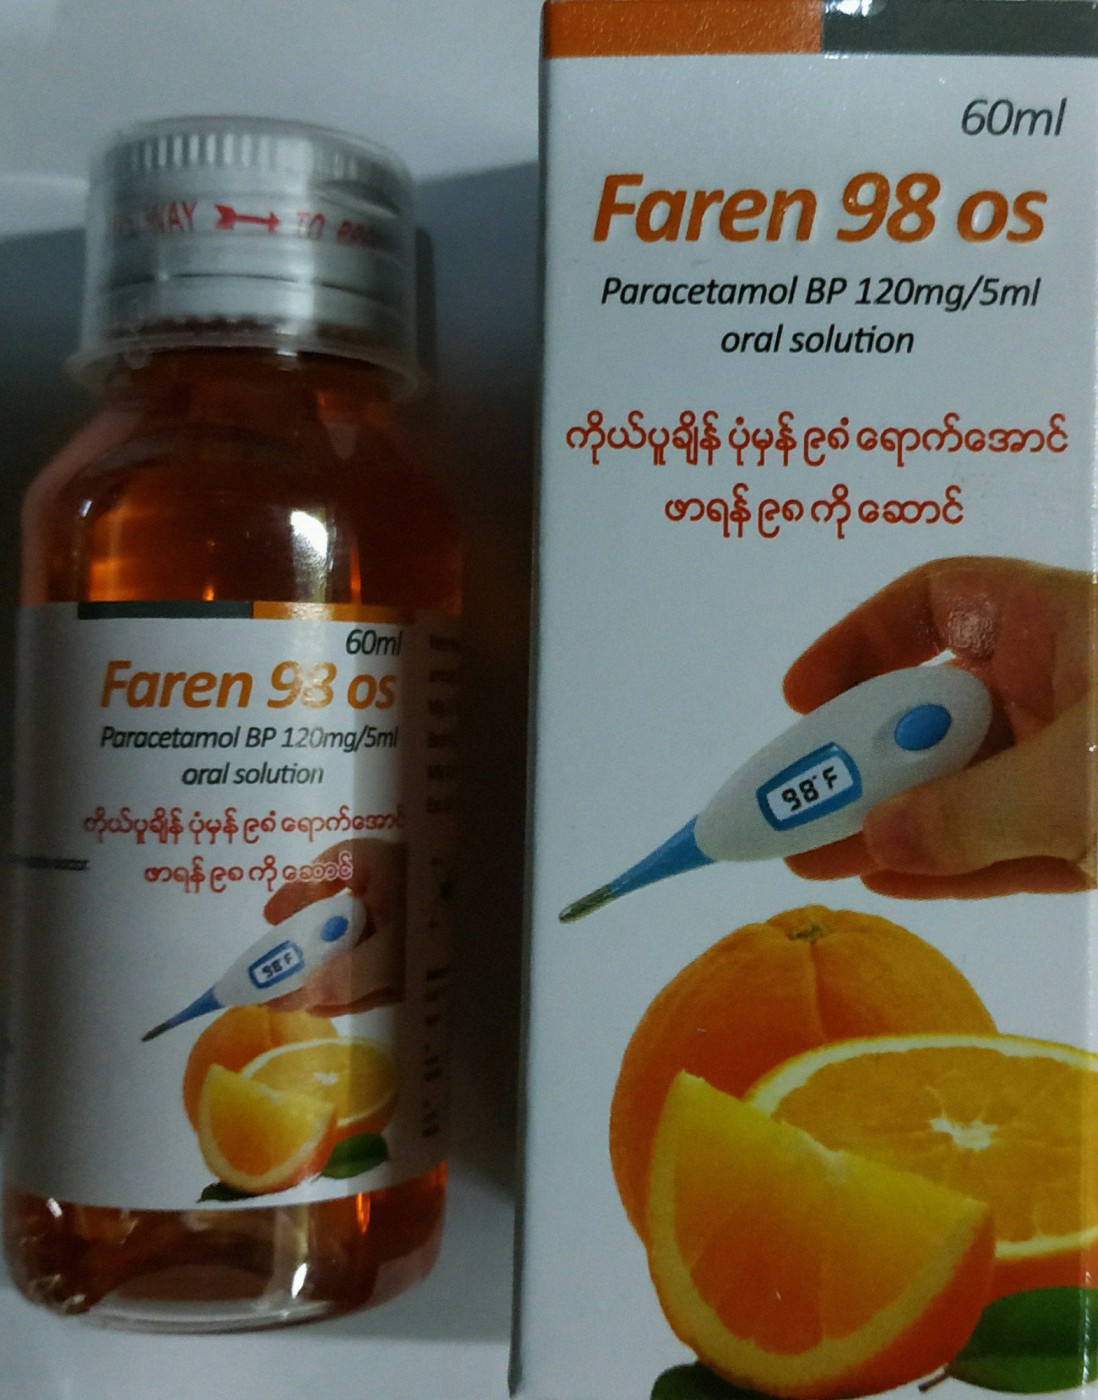 WAY → TO
60ml
Faren 98 os
Paracetamol BP 120mg/5ml
oral solution
ကိုယ်ပူချိန် ပုံမှန် ၉၈ံ ရောက်အောင်
ဖာရန် ၉၈ ကို ဆောင်
98°F
60ml
Faren 98 os
Paracetamol BP 120mg/5ml
oral solution
ကိုယ်ပူချိန် ပုံမှန် ၉၈ံ ရောက်အောင်
ဖာရန် ၉၈ ကို ဆောင်
98°F